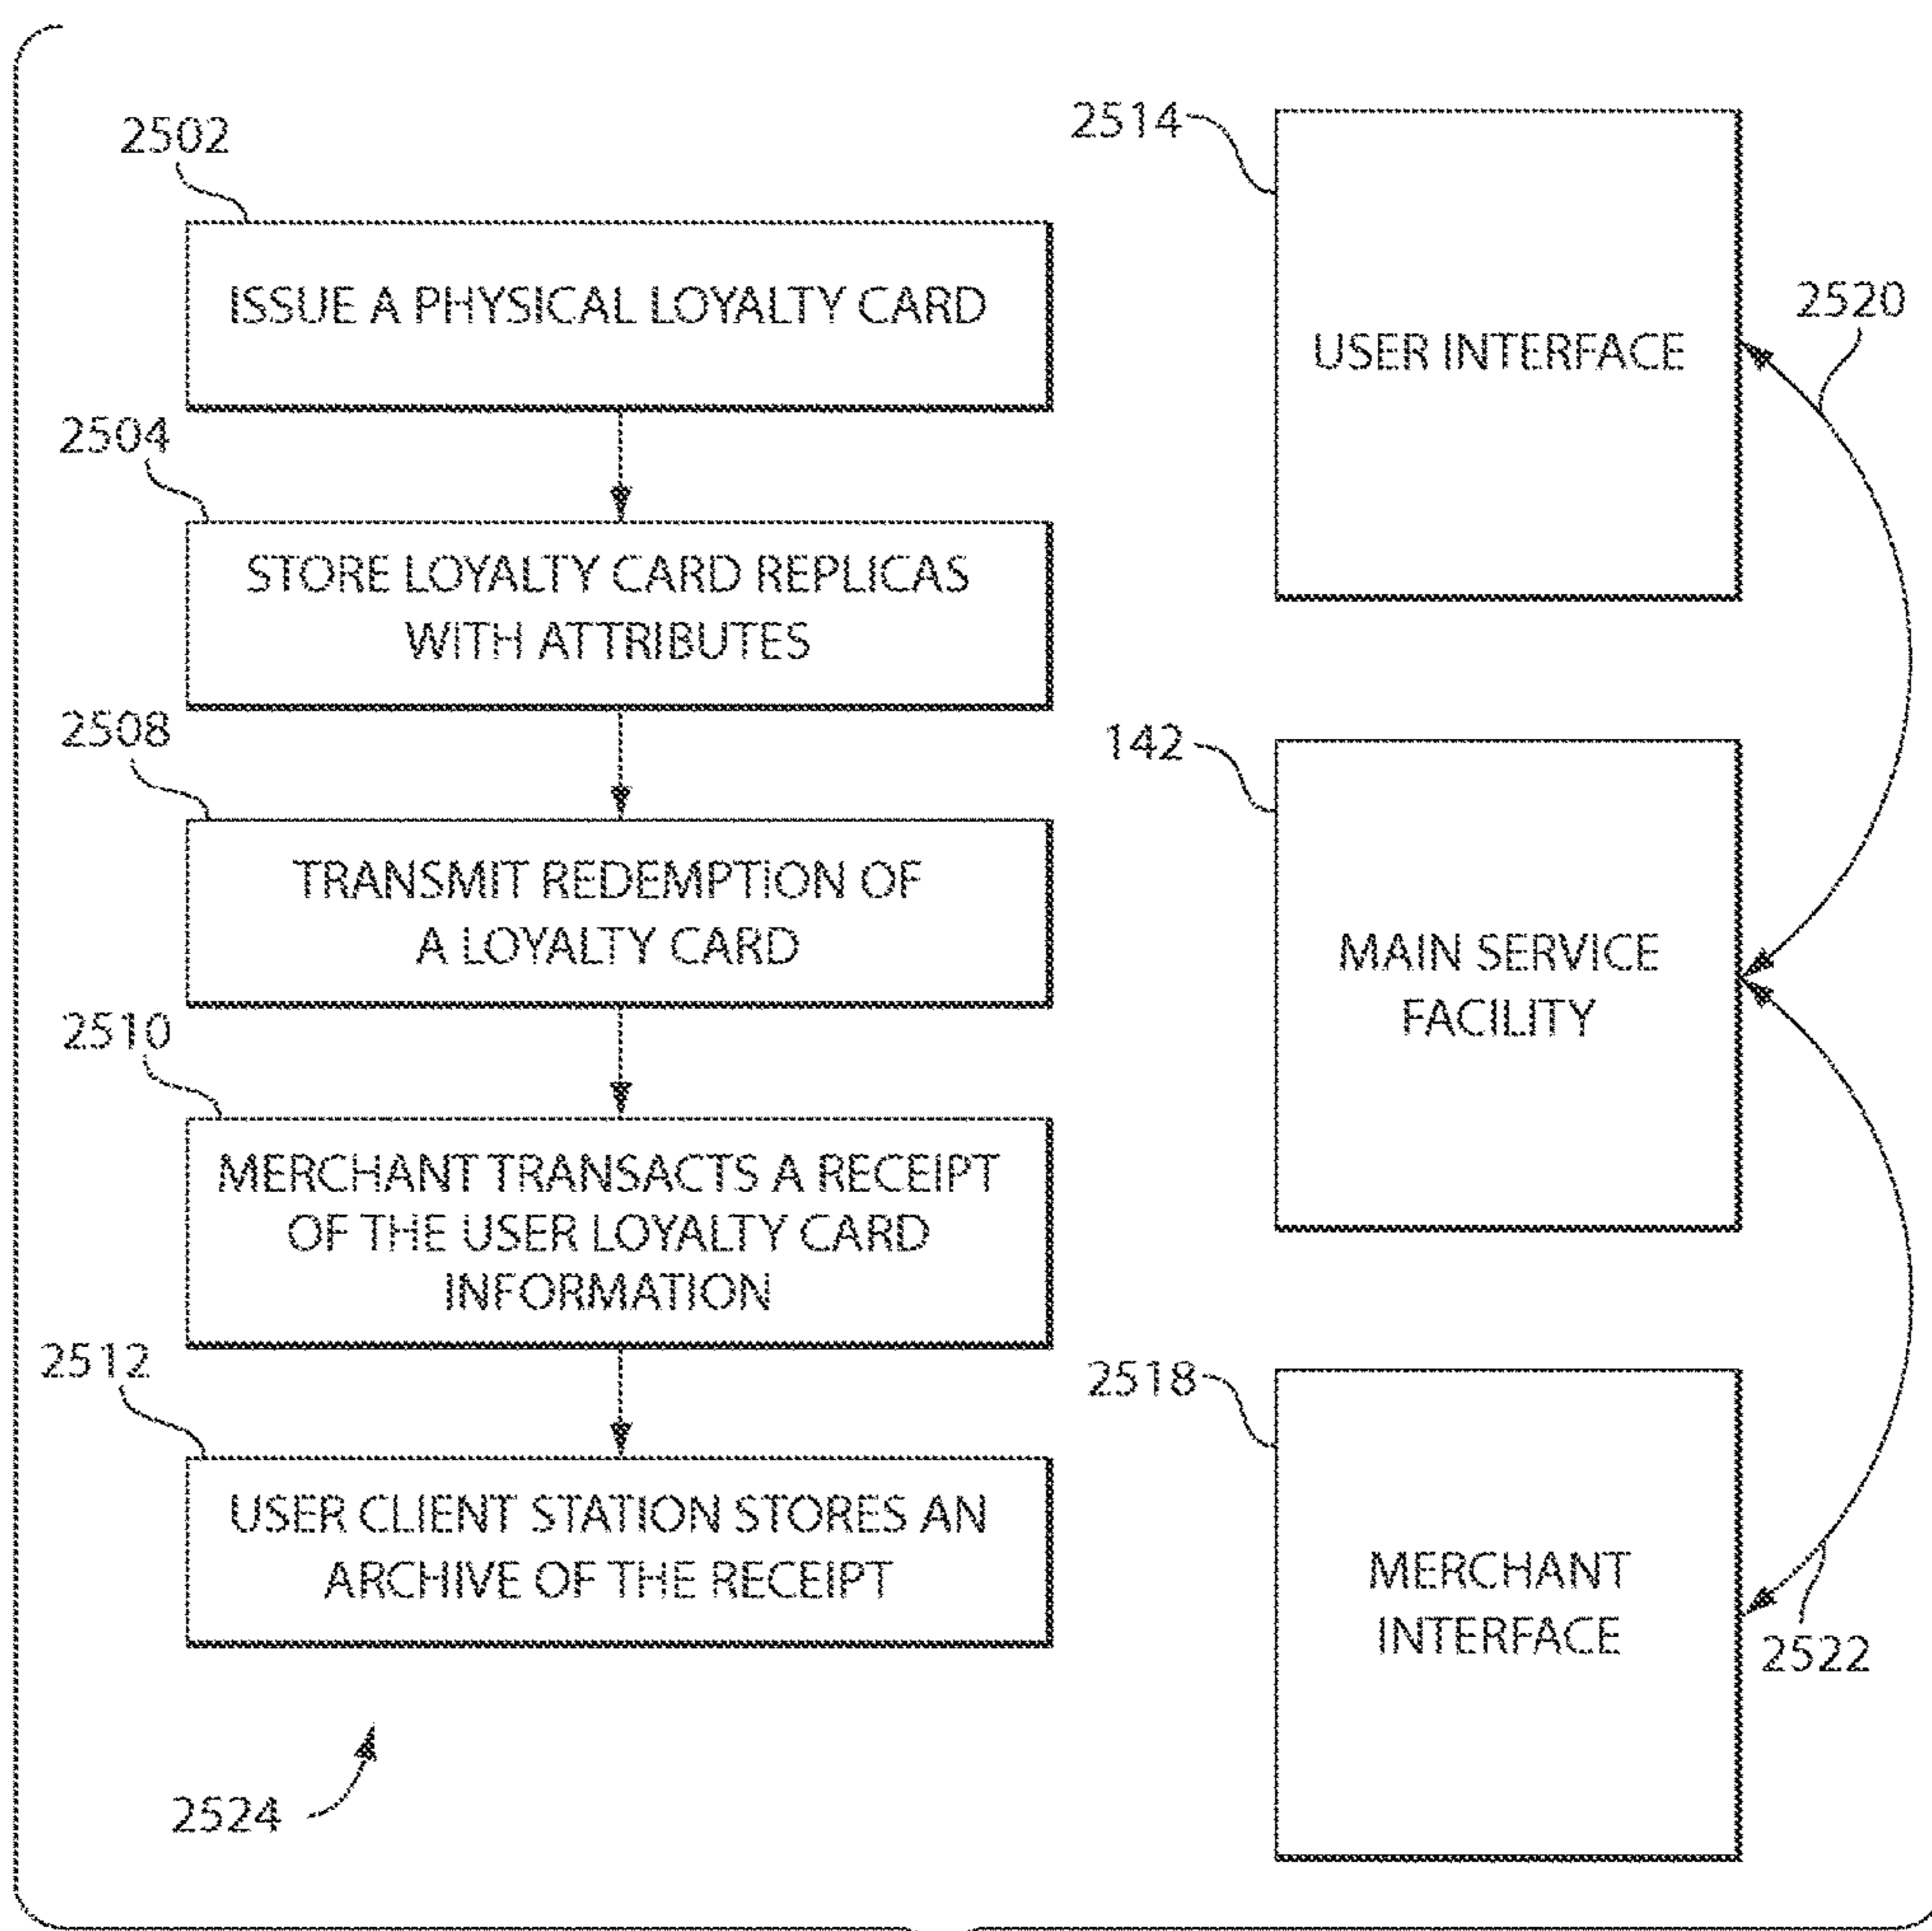 2502
ISSUE A PHYSICAL LOYALTY CARD
2504
STORE LOYALTY CARD REPLICAS
WITH ATTRIBUTES
2508
TRANSMIT REDEMPTION OF
A LOYALTY CARD
2510
MERCHANT TRANSACTS A RECEIPT
OF THE USER LOYALTY CARD
INFORMATION
2512
USER CLIENT STATION STORES AN
ARCHIVE OF THE RECEIPT
2524
2514
USER INTERFACE
2520
142
MAIN SERVICE
FACILITY
2518
MERCHANT
INTERFACE
2522